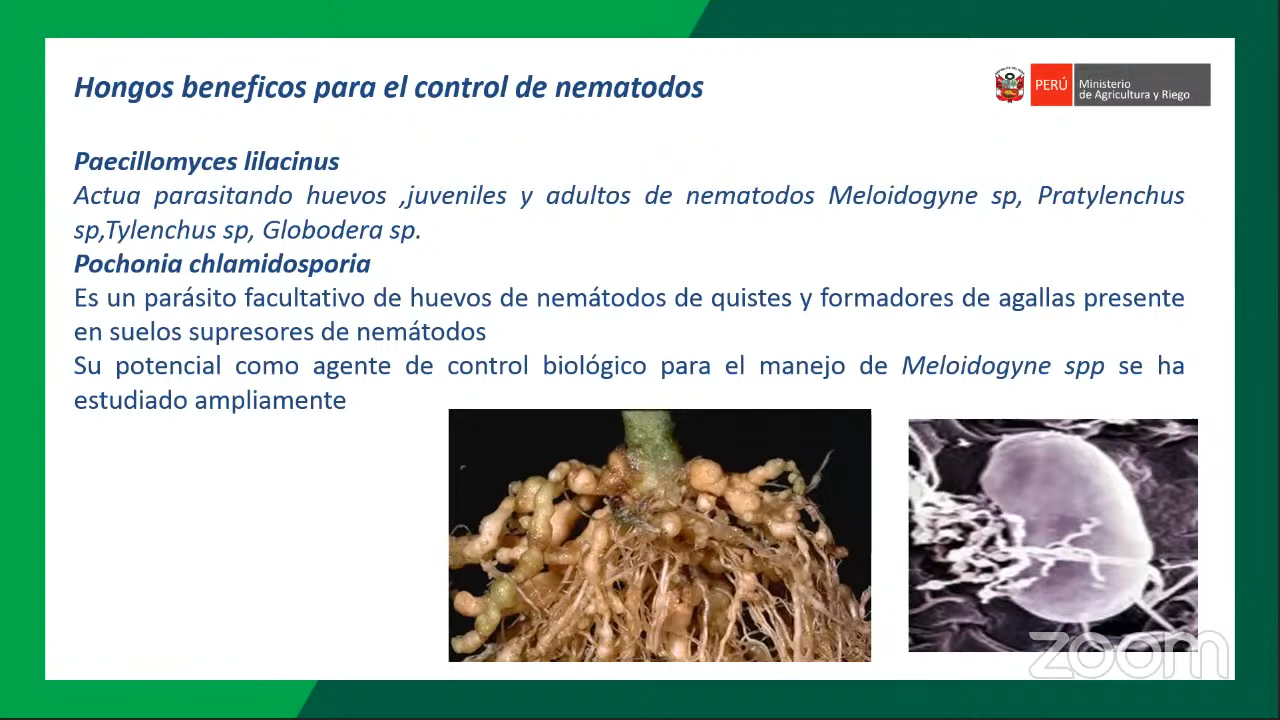 Hongos beneficos para el control de nematodos
PERÚ
Ministerio
de Agricultura y Riego
Paecillomyces lilacinus
Actua parasitando huevos ,juveniles y adultos de nematodos Meloidogyne sp, Pratylenchus
sp,Tylenchus sp, Globodera sp.
Pochonia chlamidosporia
Es un parásito facultativo de huevos de nemátodos de quistes y formadores de agallas presente
en suelos supresores de nemátodos
Su potencial como agente de control biológico para el manejo de Meloidogyne spp se ha
estudiado ampliamente
zoom